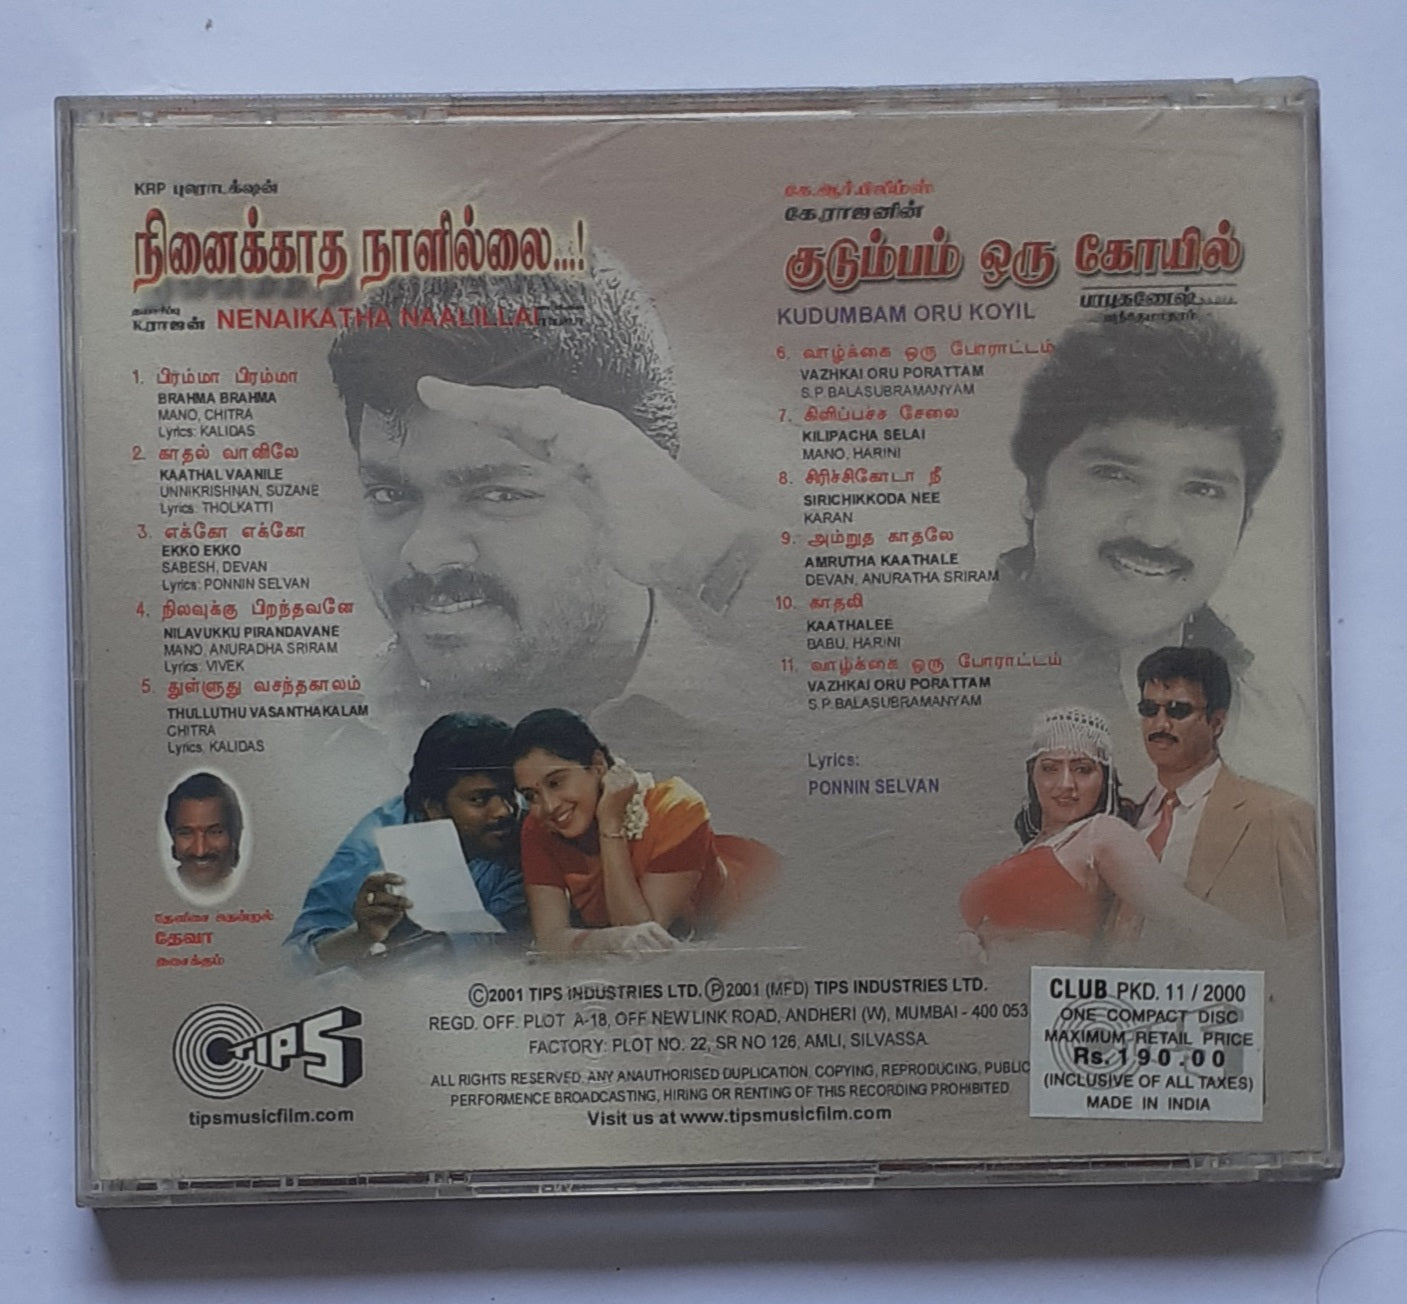 KRP புரொடக்ஷன்
நினைக்காத நாளில்லை...!
K.ராஜன் NENAIKATHA NAALILLAI
1. பிரம்மா பிரம்மா
BRAHMA BRAHMA
MANO, CHITRA
Lyrics: KALIDAS
2. காதல் வானிலே
KAATHAL VAANILE
UNNIKRISHNAN, SUZANE
Lyrics: THOLKATTI
3. எக்கோ எக்கோ
EKKO EKKO
SABESH, DEVAN
Lyrics: PONNIN SELVAN
4. நிலவுக்கு பிறந்தவனே
NILAVUKKU PIRANDAVANE
MANO, ANURADHA SRIRAM
Lyrics: VIVEK
5. துள்ளுது வசந்தகாலம்
THULLUTHU VASANTHAKALAM
CHITRA
Lyrics. KALIDAS
தேனிசை தென்றல்
தேவா
இசைக்கும்
கே.ஆர்.பிலிம்ஸ்
கே.ராஜனின்
குடும்பம் ஒரு கோயில்
பாபுகணேஷ்
KUDUMBAM ORU KOYIL
6. வாழ்க்கை ஒரு போராட்டம்
VAZHKAI ORU PORATTAM
S.P BALASUBRAMANYAM
7. கிளிப்பச்ச சேலை
KILIPACHA SELAI
MANO, HARINI
8. சிரிச்சிகோடா நீ
SIRICHIKKODA NEE
KARAN
9. அம்றுத காதலே
AMRUTHA KAATHALE
DEVAN, ANURATHA SRIRAM
10. காதலி
KAATHALEE
BABU, HARINI
11. வாழ்க்கை ஒரு போராட்டம்
VAZHKAI ORU PORATTAM
S.P.BALASUBRAMANYAM
Lyrics:
PONNIN SELVAN
TIPS
tipsmusicfilm.com
©2001 TIPS INDUSTRIES LTD. Ⓟ2001 (MFD) TIPS INDUSTRIES LTD.
REGD. OFF. PLOT A-18, OFF NEW LINK ROAD, ANDHERI (W), MUMBAI - 400 053
FACTORY: PLOT NO. 22, SR NO 126, AMLI, SILVASSA.
ALL RIGHTS RESERVED. ANY ANAUTHORISED DUPLICATION, COPYING, REPRODUCING, PUBLIC
PERFORMENCE BROADCASTING, HIRING OR RENTING OF THIS RECORDING PROHIBITED.
Visit us at www.tipsmusicfilm.com
CLUB PKD. 11 / 2000
ONE COMPACT DISC
MAXIMUM RETAIL PRICE
Rs. 190.00
(INCLUSIVE OF ALL TAXES)
MADE IN INDIA